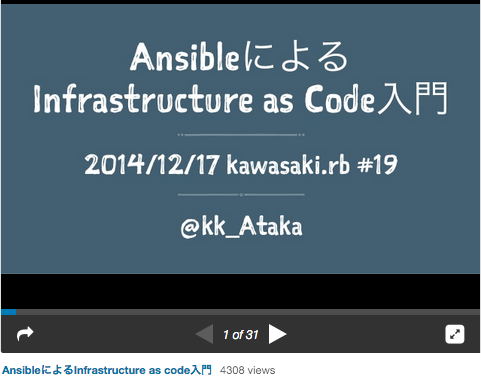 Ansibleによる
Infrastructure as Code入門
2014/12/17 kawasaki.rb #19
@kk_Ataka
1 of 31
AnsibleによるInfrastructure as code入門 4308 views